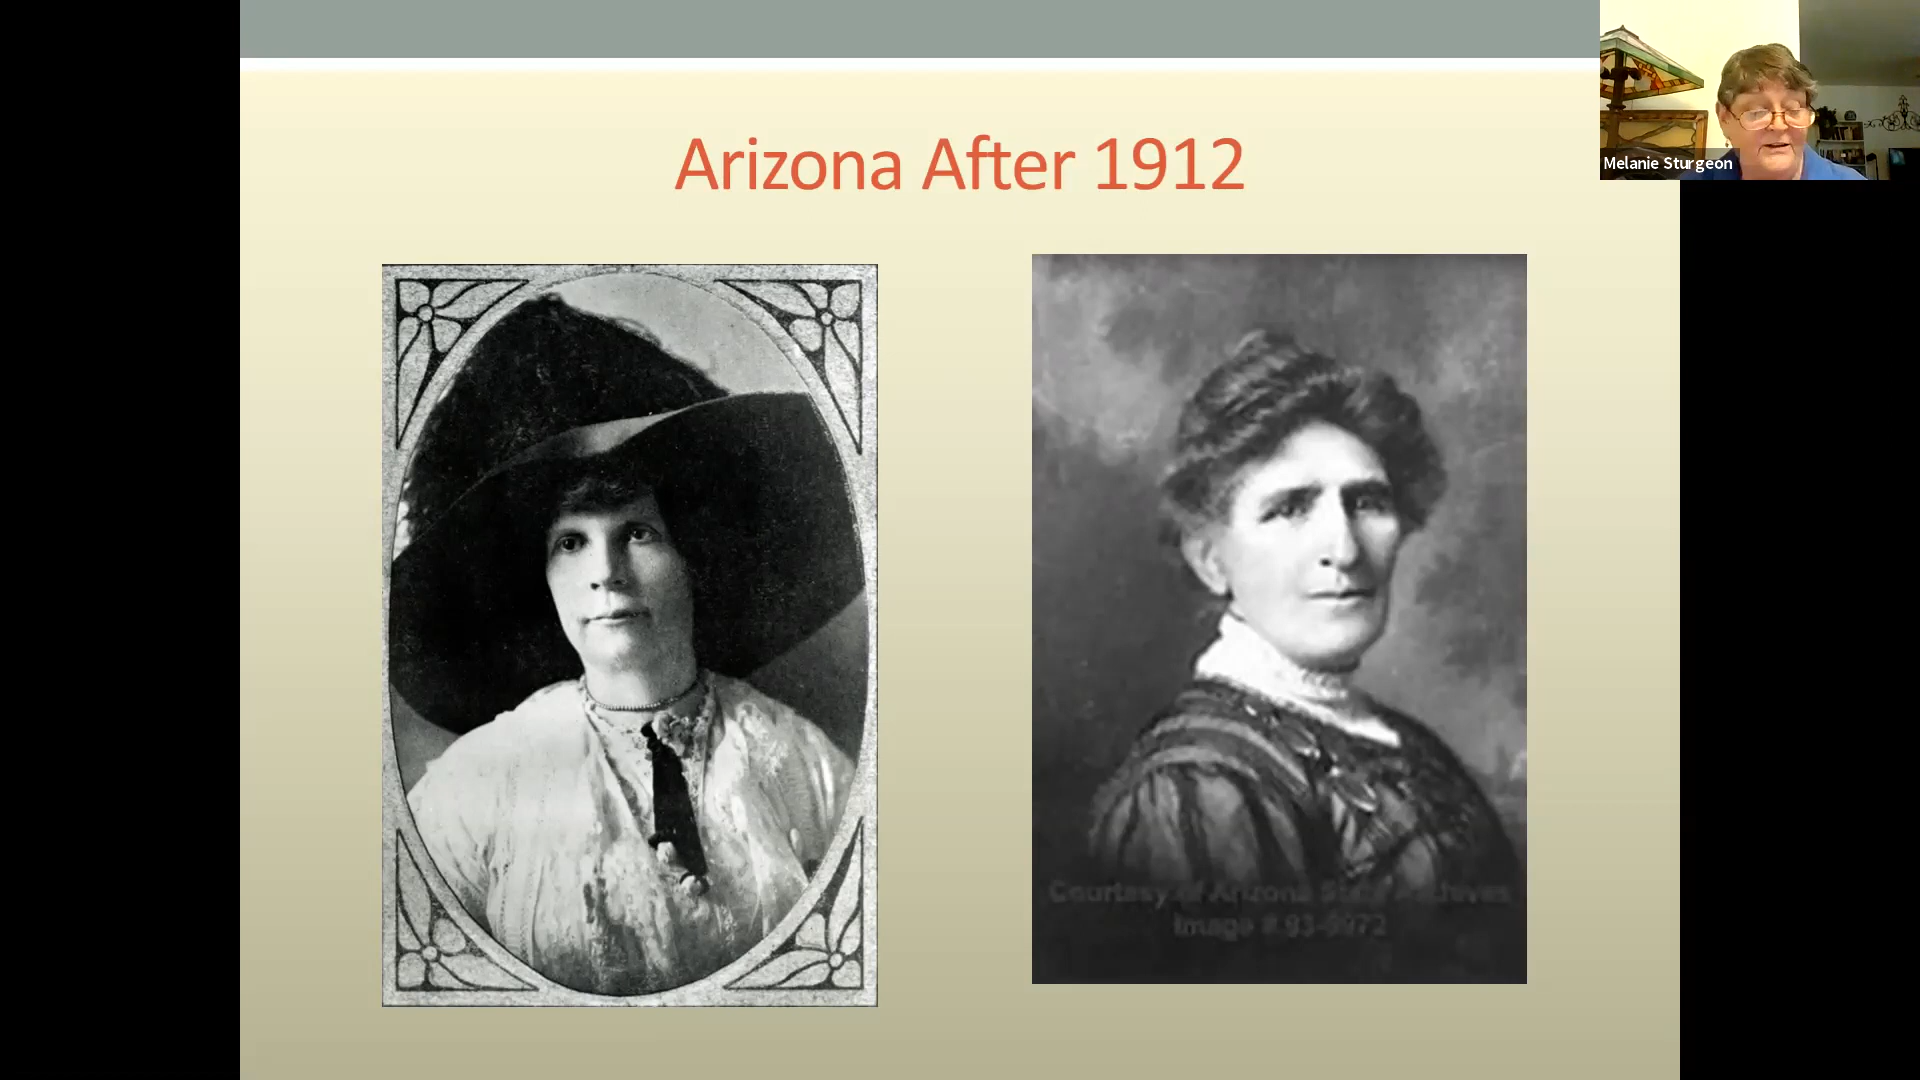 Arizona After 1912
Melanie Sturgeon
Courtesy of Arizona State Archives
Image # 93-9972